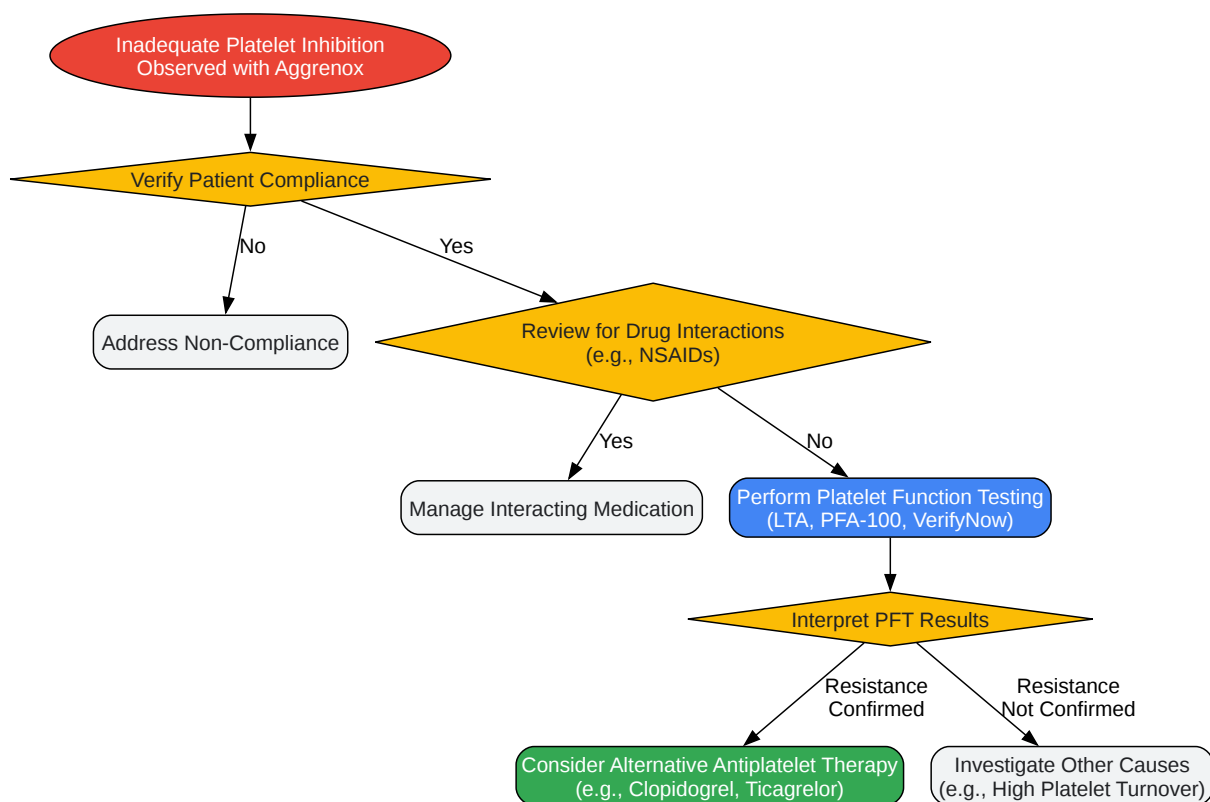 Inadequate Platelet Inhibition
Observed with Aggrenox
Verify Patient Compliance
No
Yes
Address Non-Compliance
Review for Drug Interactions
(e.g., NSAIDs)
Yes
No
Manage Interacting Medication
Perform Platelet Function Testing
(LTA, PFA-100, VerifyNow)
Interpret PFT Results
Resistance
Confirmed
Resistance
Not Confirmed
Consider Alternative Antiplatelet Therapy
(e.g., Clopidogrel, Ticagrelor)
Investigate Other Causes
(e.g., High Platelet Turnover)